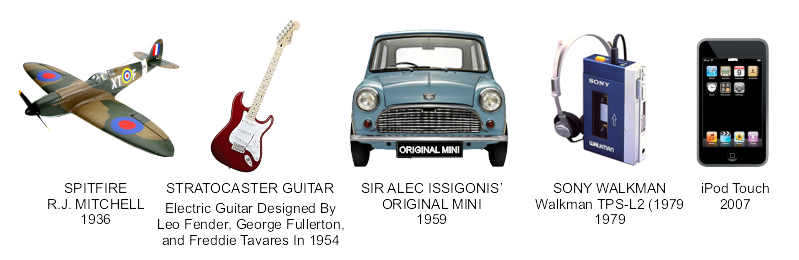 XT F
ORIGINAL MINI
SONY
WALKMAN
SPITFIRE
R.J. MITCHELL
1936
STRATOCASTER GUITAR
Electric Guitar Designed By
Leo Fender, George Fullerton,
and Freddie Tavares In 1954
SIR ALEC ISSIGONIS’
ORIGINAL MINI
1959
SONY WALKMAN
Walkman TPS-L2 (1979
1979
iPod Touch
2007